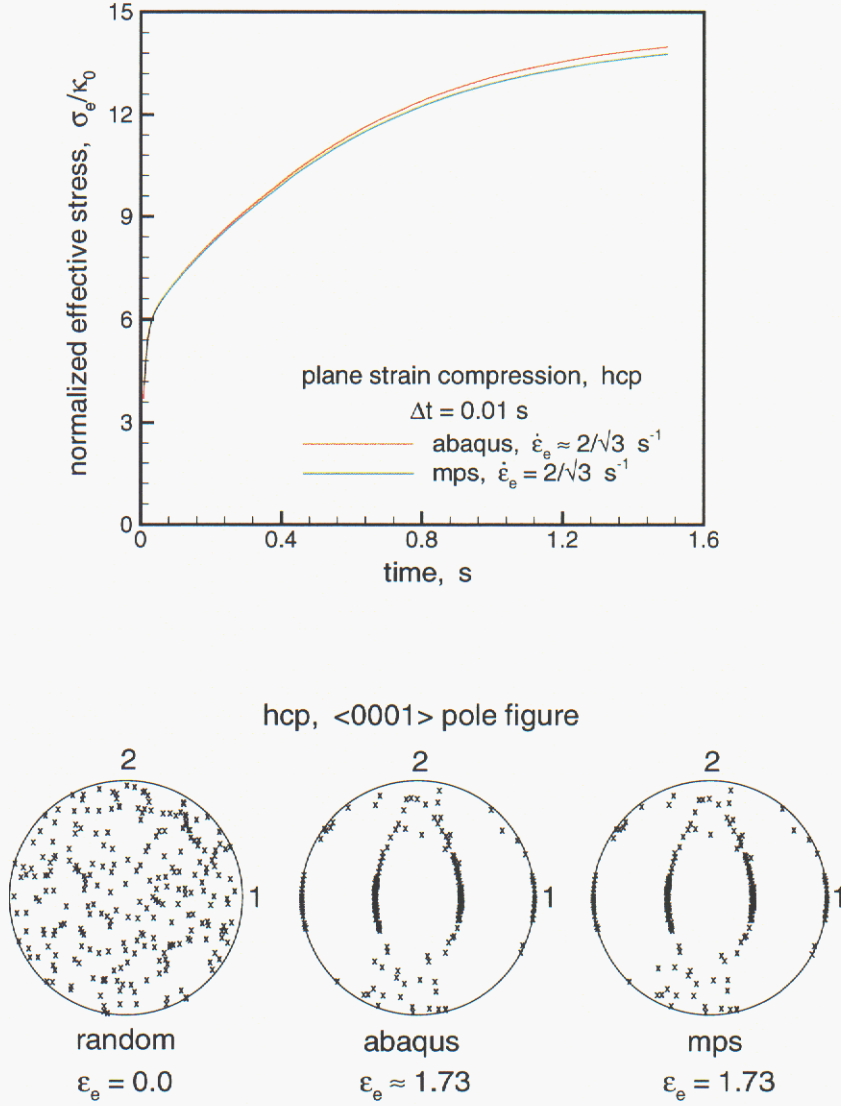 15
12
9
6
3
0
normalized effective stress, σₑ/κ₀
plane strain compression, hcp
Δt = 0.01 s
abaqus, ε̇ₑ ≈ 2/√3 s⁻¹
mps, ε̇ₑ = 2/√3 s⁻¹
0 0.4 0.8 1.2 1.6
time, s
hcp, <0001> pole figure
2 2 2
1 1 1
random abaqus mps
εₑ = 0.0 εₑ ≈ 1.73 εₑ = 1.73